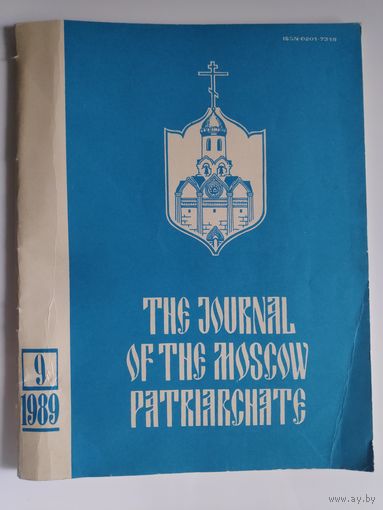 ISSN-0201-7318
THE JOURNAL
OF THE MOSCOW
PATRIARCHATE
9
1989
www.ay.by